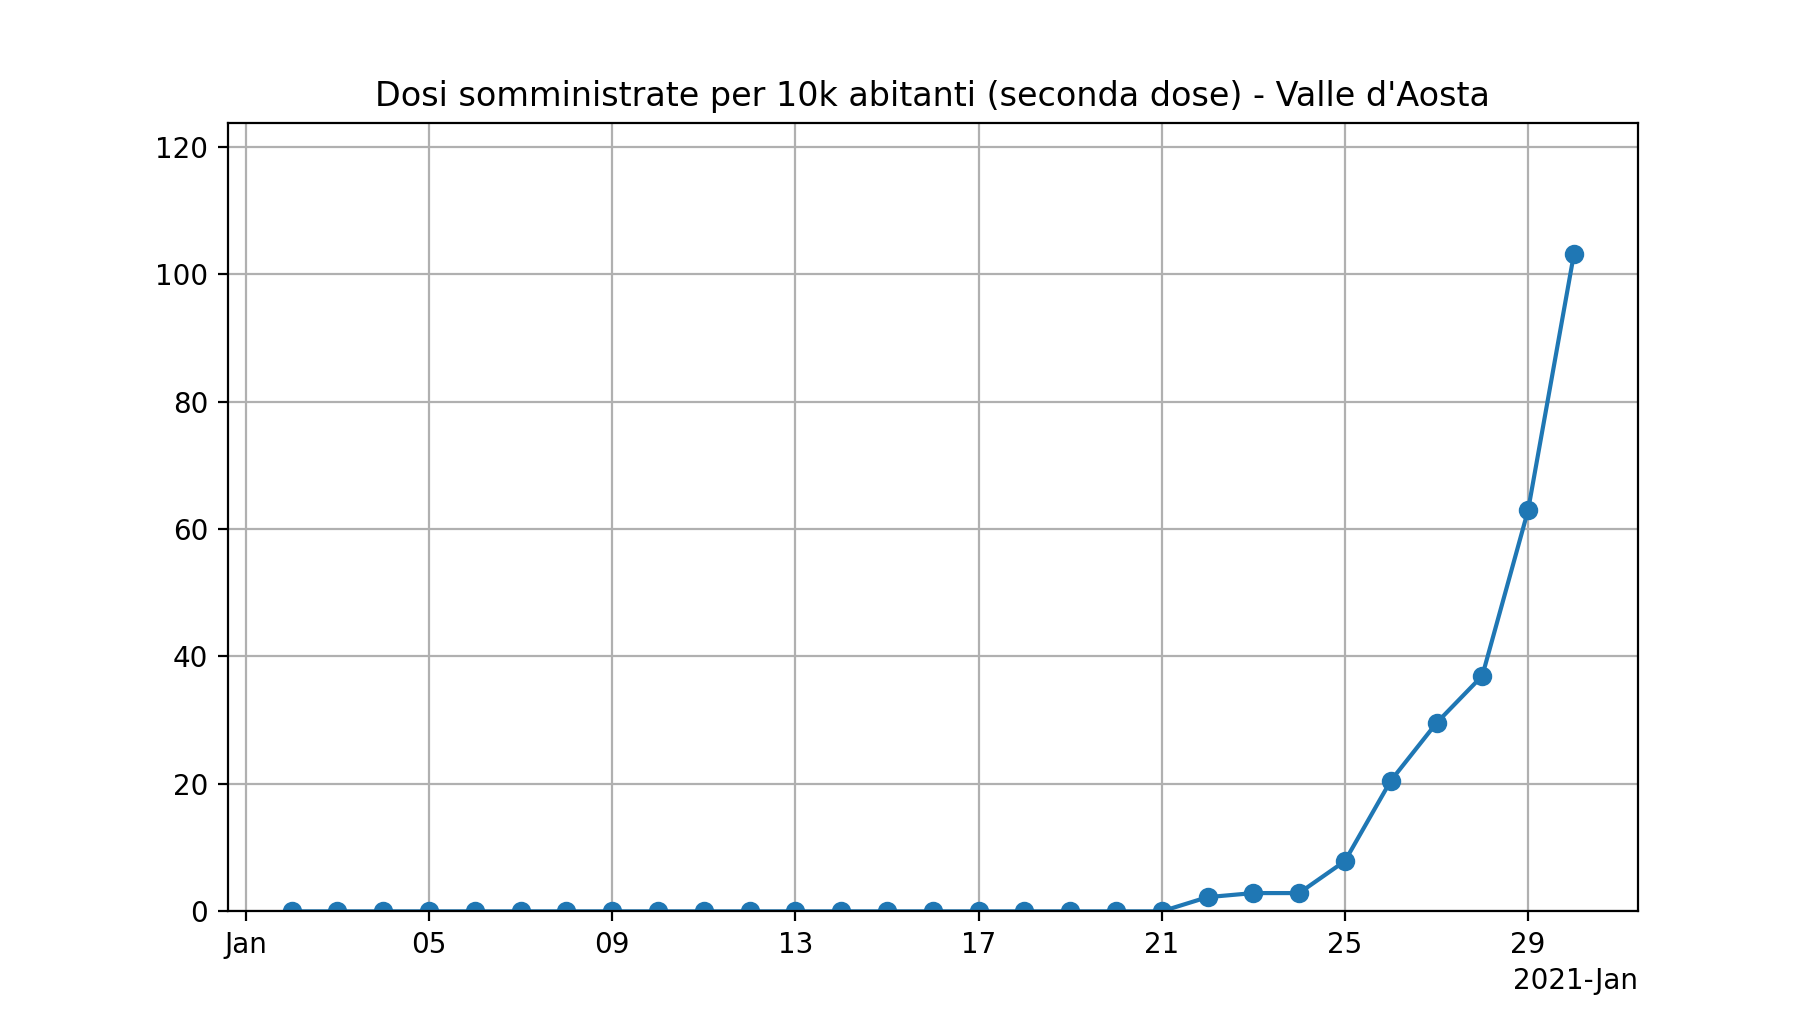 Dosi somministrate per 10k abitanti (seconda dose) - Valle d'Aosta
120
100
80
60
40
20
0
Jan 05 09 13 17 21 25 29
2021-Jan